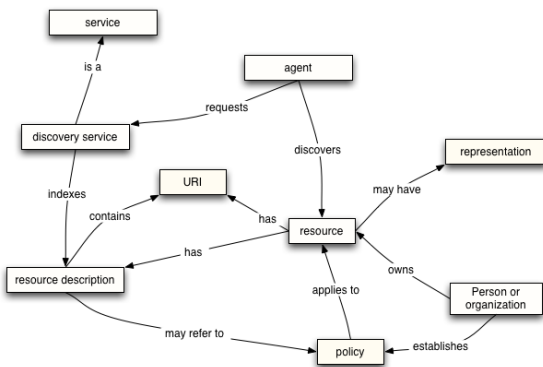 service
is a
agent
requests
discovery service
discovers
representation
URI
indexes
may have
contains
has
resource
has
owns
resource description
applies to
Person or
organization
may refer to
establishes
policy